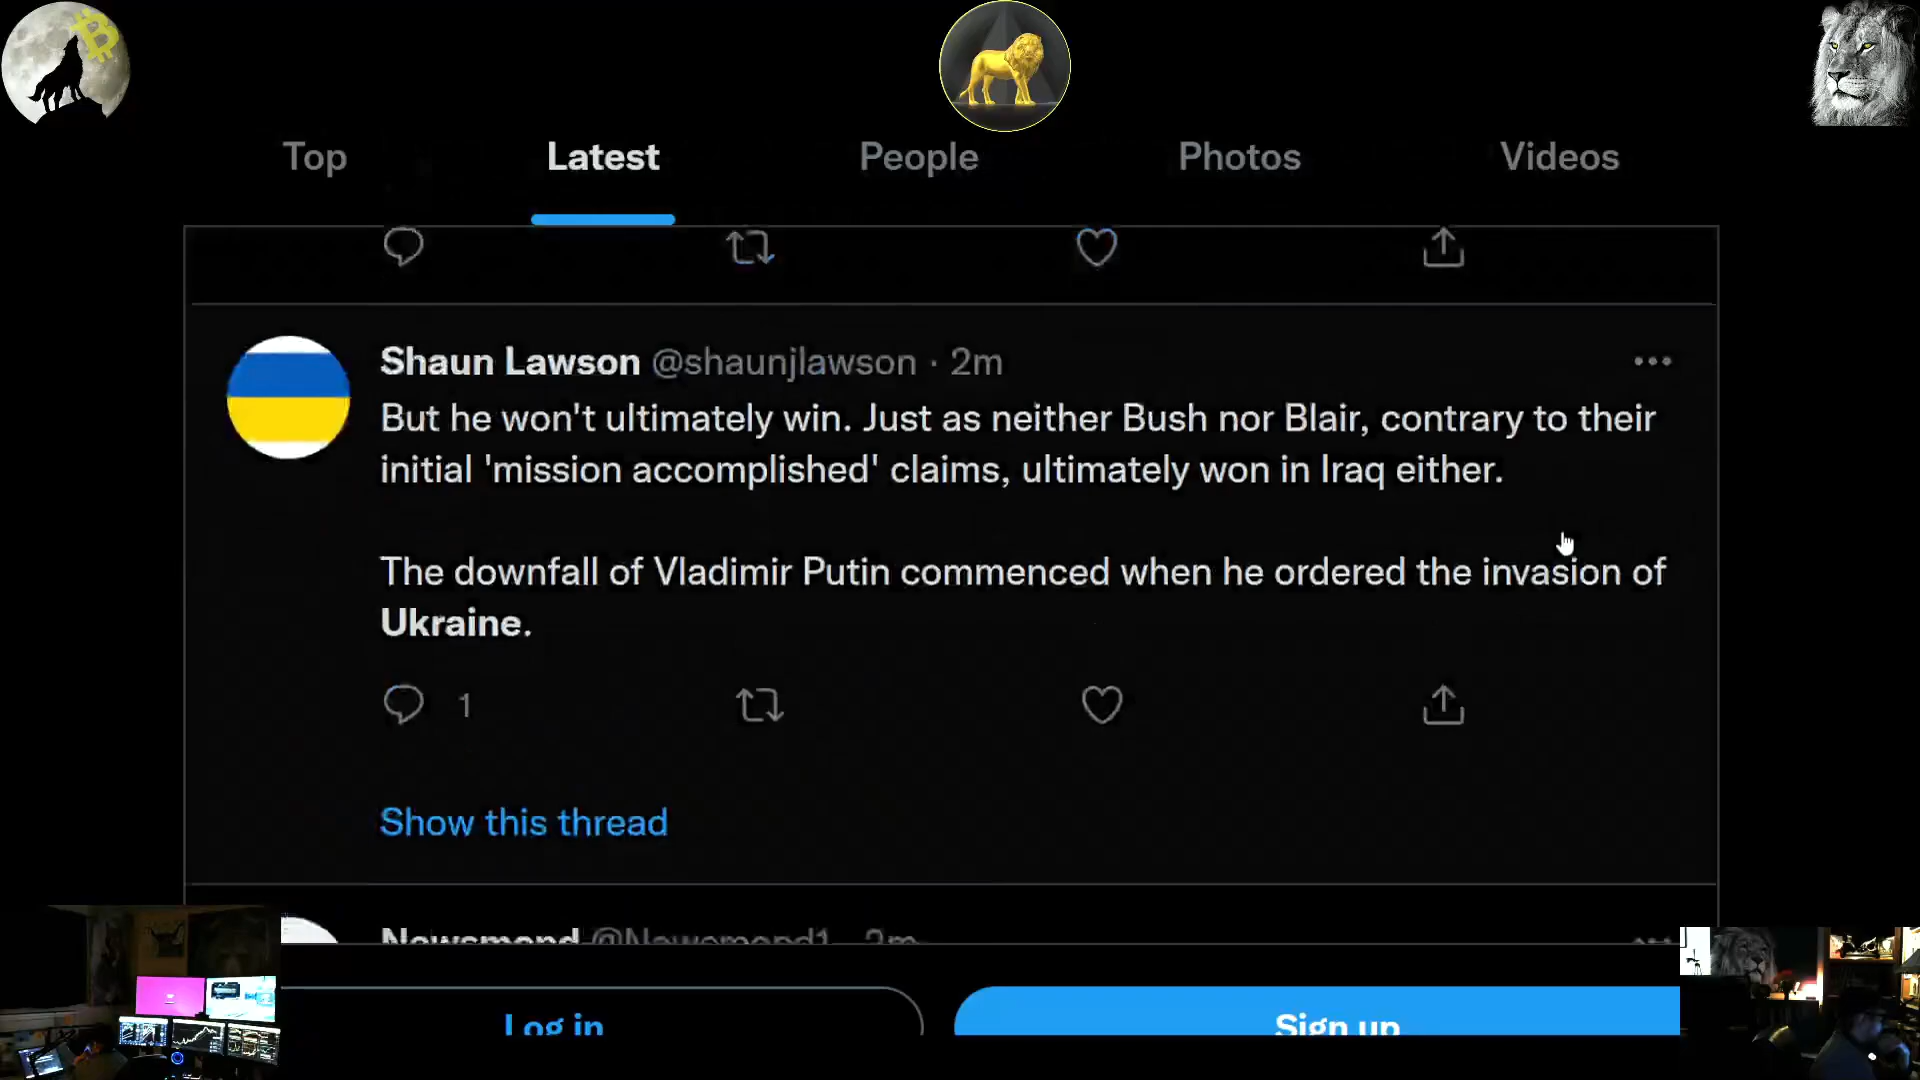 Top Latest People Photos Videos
Shaun Lawson @shaunjlawson · 2m
But he won't ultimately win. Just as neither Bush nor Blair, contrary to their
initial 'mission accomplished' claims, ultimately won in Iraq either.
The downfall of Vladimir Putin commenced when he ordered the invasion of
Ukraine.
1
Show this thread
Newsmond @Newsmond1 · 2m
Log in Sign up